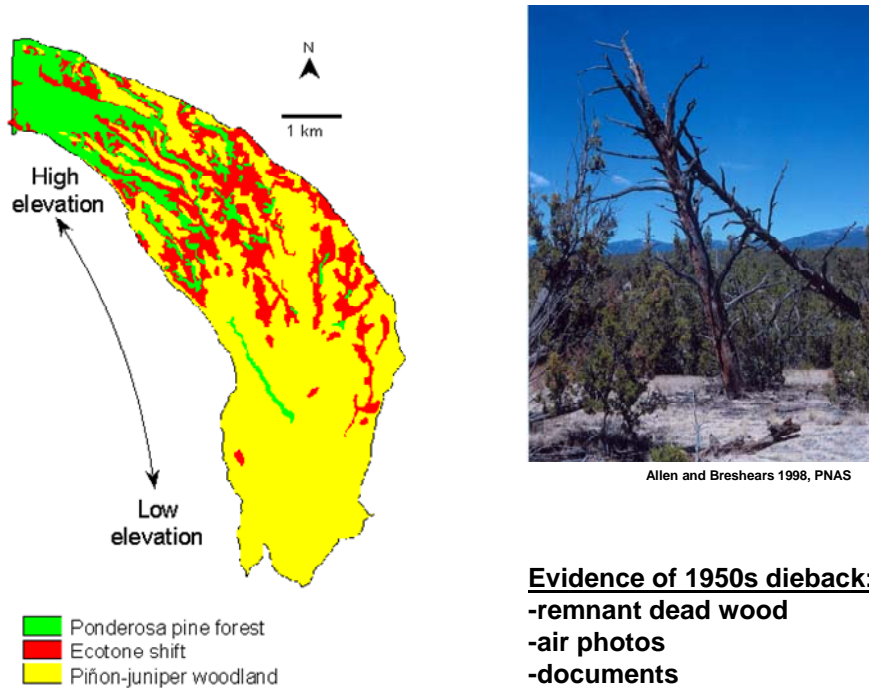 N
1 km
High
elevation
Low
elevation
Ponderosa pine forest
Ecotone shift
Piñon-juniper woodland
Allen and Breshears 1998, PNAS
Evidence of 1950s dieback:
-remnant dead wood
-air photos
-documents